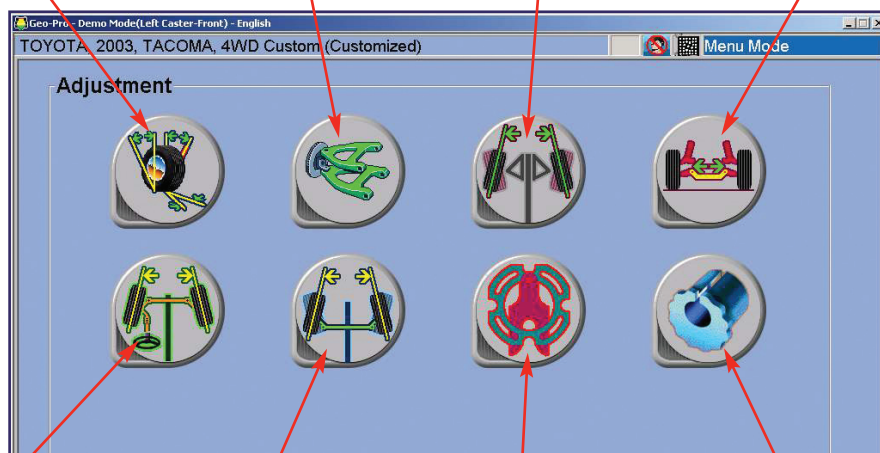 Geo-Pro - Demo Mode(Left Caster-Front) - English
TOYOTA, 2003, TACOMA, 4WD Custom (Customized)
Menu Mode
Adjustment